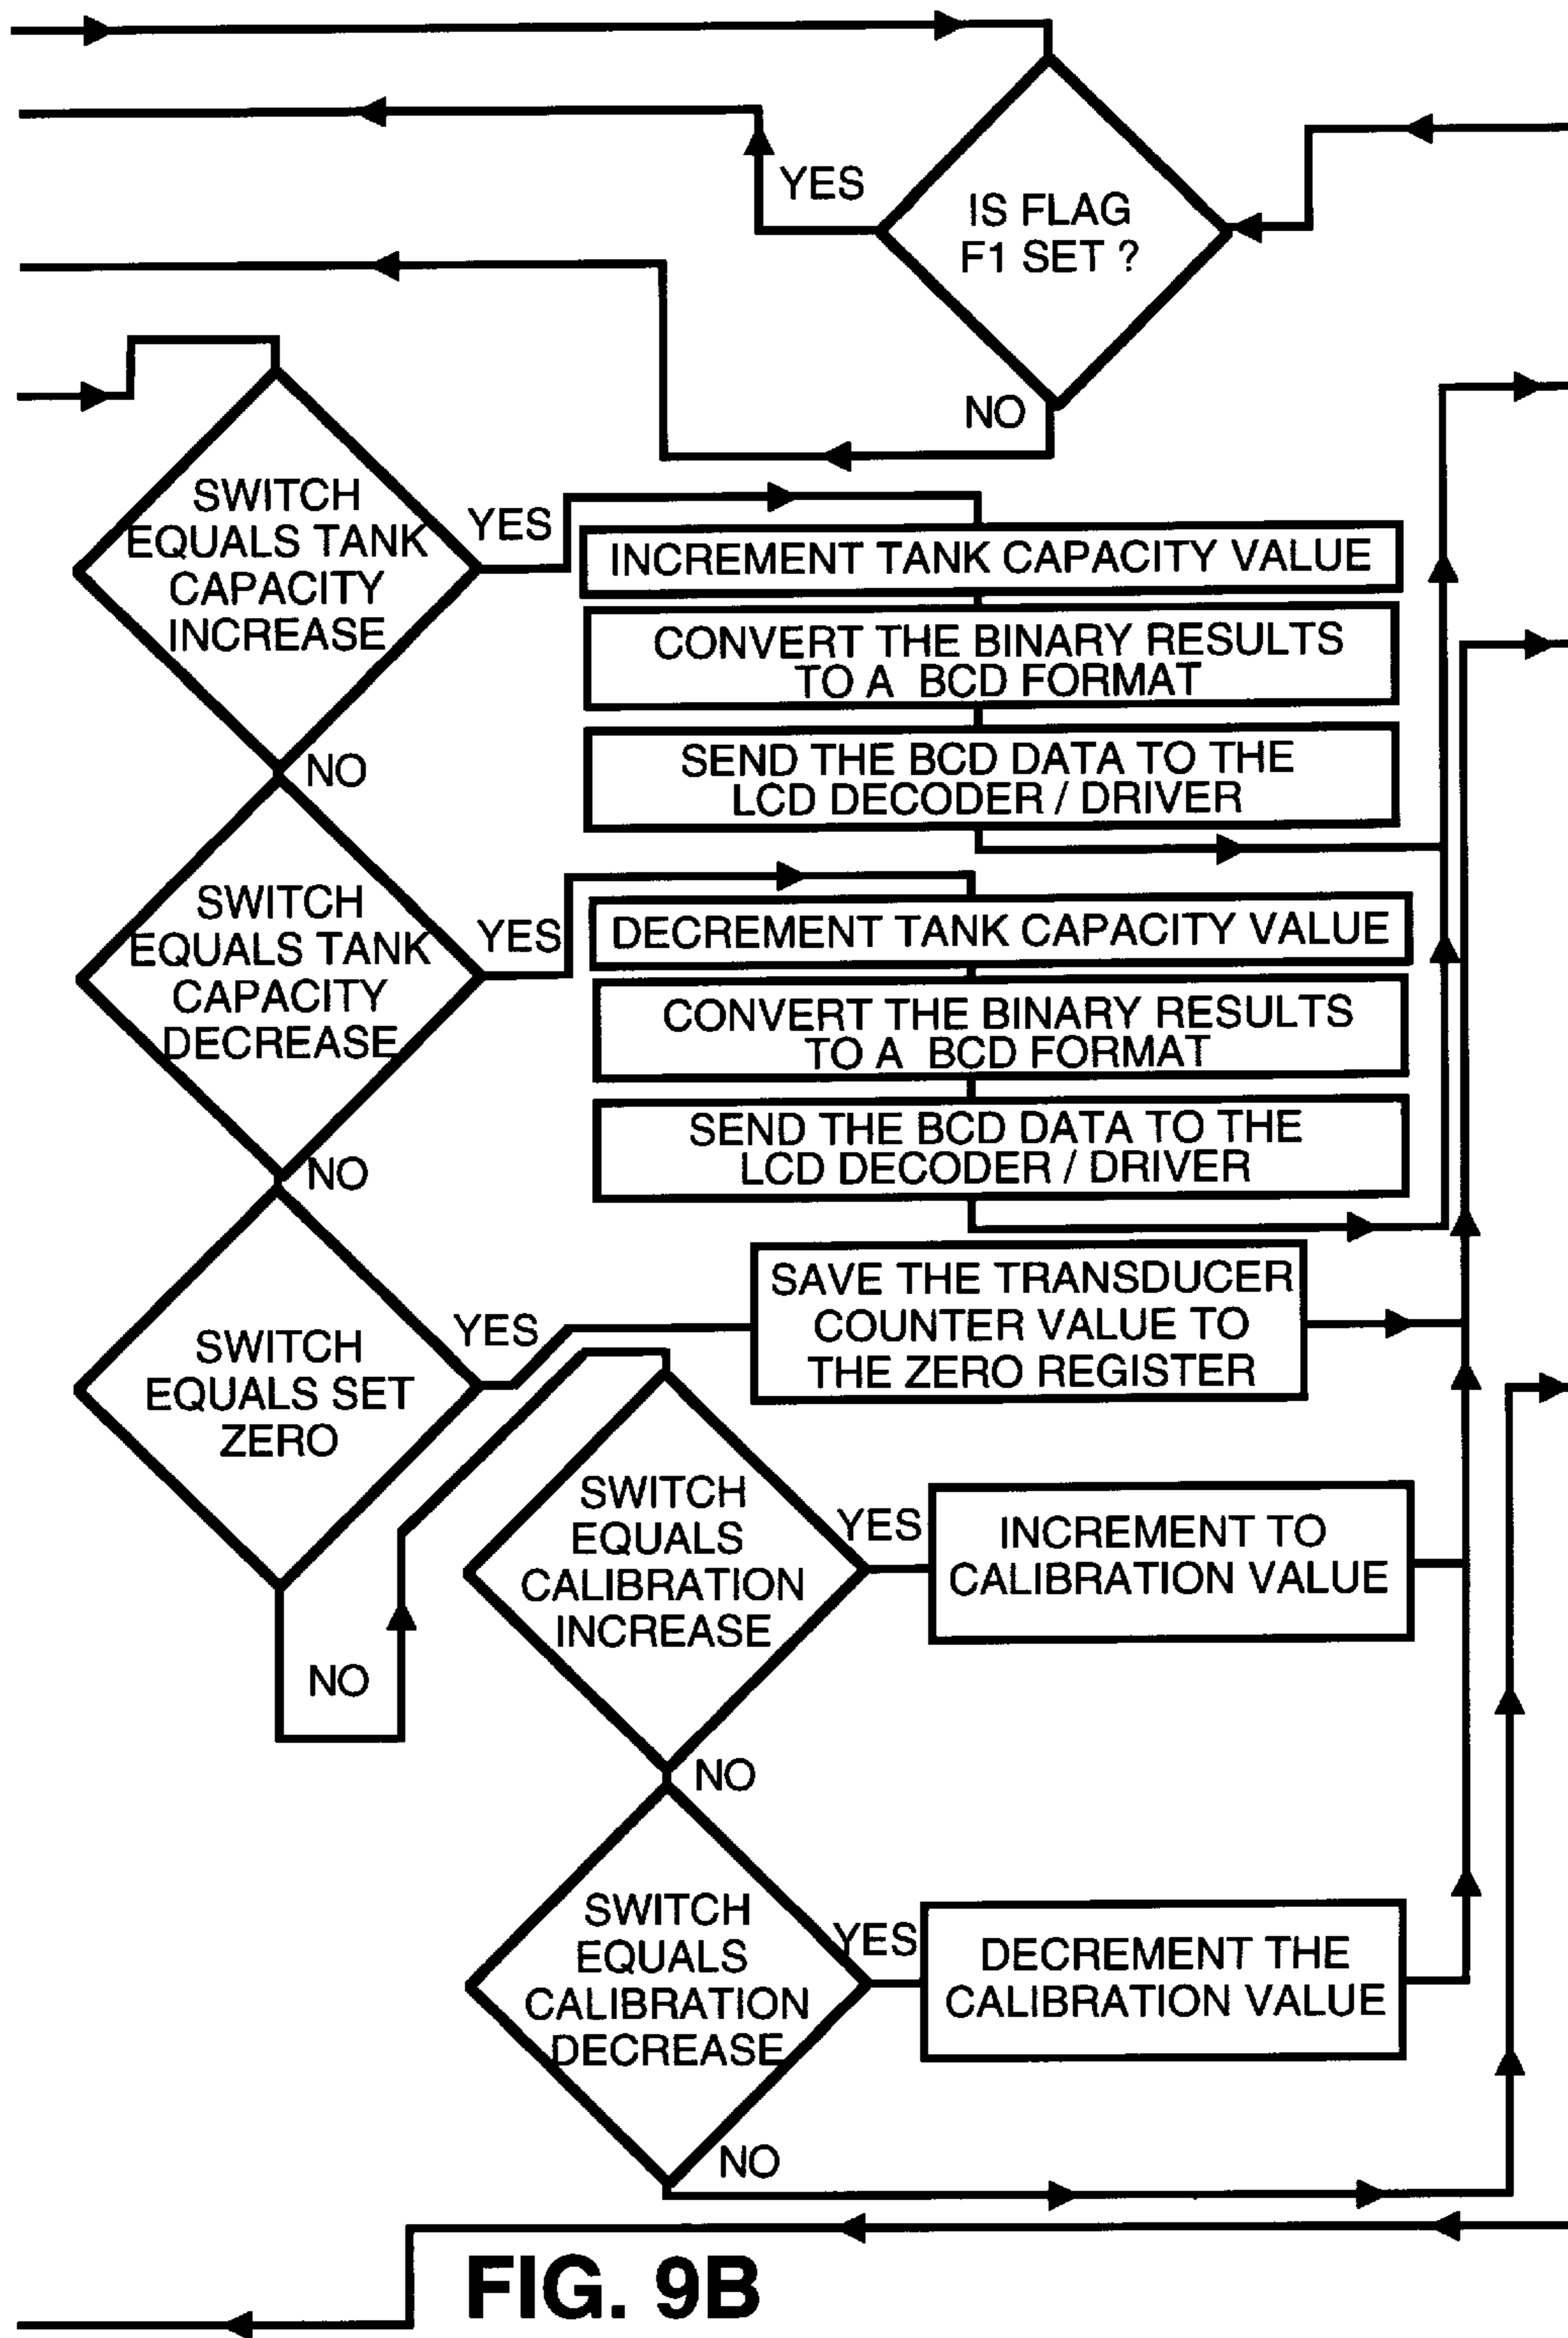 YES
IS FLAG
F1 SET ?
NO
SWITCH
EQUALS TANK
CAPACITY
INCREASE
YES
INCREMENT TANK CAPACITY VALUE
CONVERT THE BINARY RESULTS
TO A BCD FORMAT
SEND THE BCD DATA TO THE
LCD DECODER / DRIVER
NO
SWITCH
EQUALS TANK
CAPACITY
DECREASE
YES
DECREMENT TANK CAPACITY VALUE
CONVERT THE BINARY RESULTS
TO A BCD FORMAT
SEND THE BCD DATA TO THE
LCD DECODER / DRIVER
NO
SWITCH
EQUALS SET
ZERO
YES
SAVE THE TRANSDUCER
COUNTER VALUE TO
THE ZERO REGISTER
NO
SWITCH
EQUALS
CALIBRATION
INCREASE
YES
INCREMENT TO
CALIBRATION VALUE
NO
SWITCH
EQUALS
CALIBRATION
DECREASE
YES
DECREMENT THE
CALIBRATION VALUE
NO
FIG. 9B